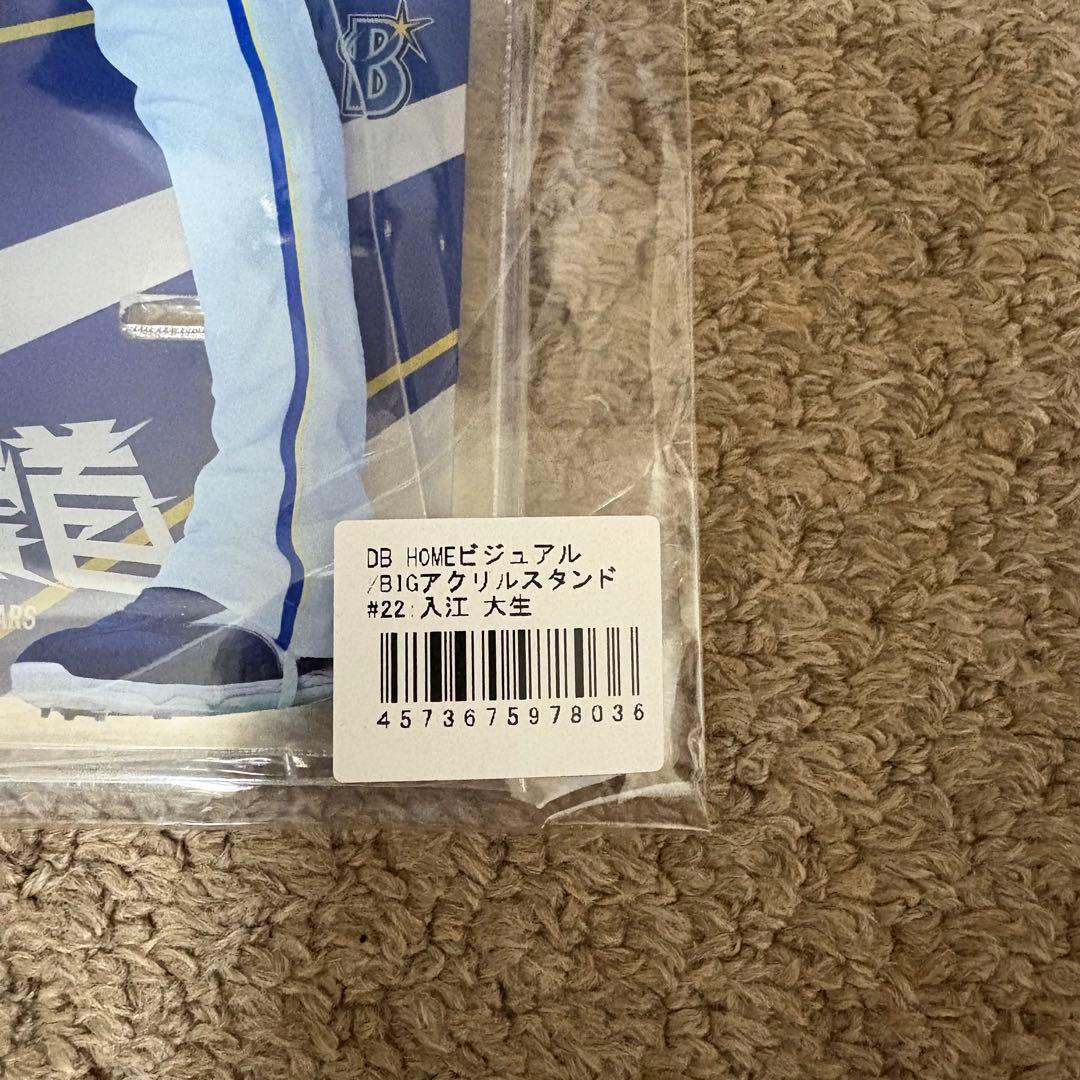 B
ARS
DB HOMEビジュアル
/BIGアクリルスタンド
#22:入江 大生
4573675978036